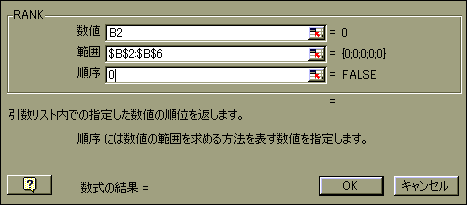 RANK
数値 B2 = 0
範囲 $B$2:$B$6 = {0;0;0;0;0}
順序 0 = FALSE
=
引数リスト内での指定した数値の順位を返します。
順序 には数値の範囲を求める方法を表す数値を指定します。
? 数式の結果 = OK キャンセル